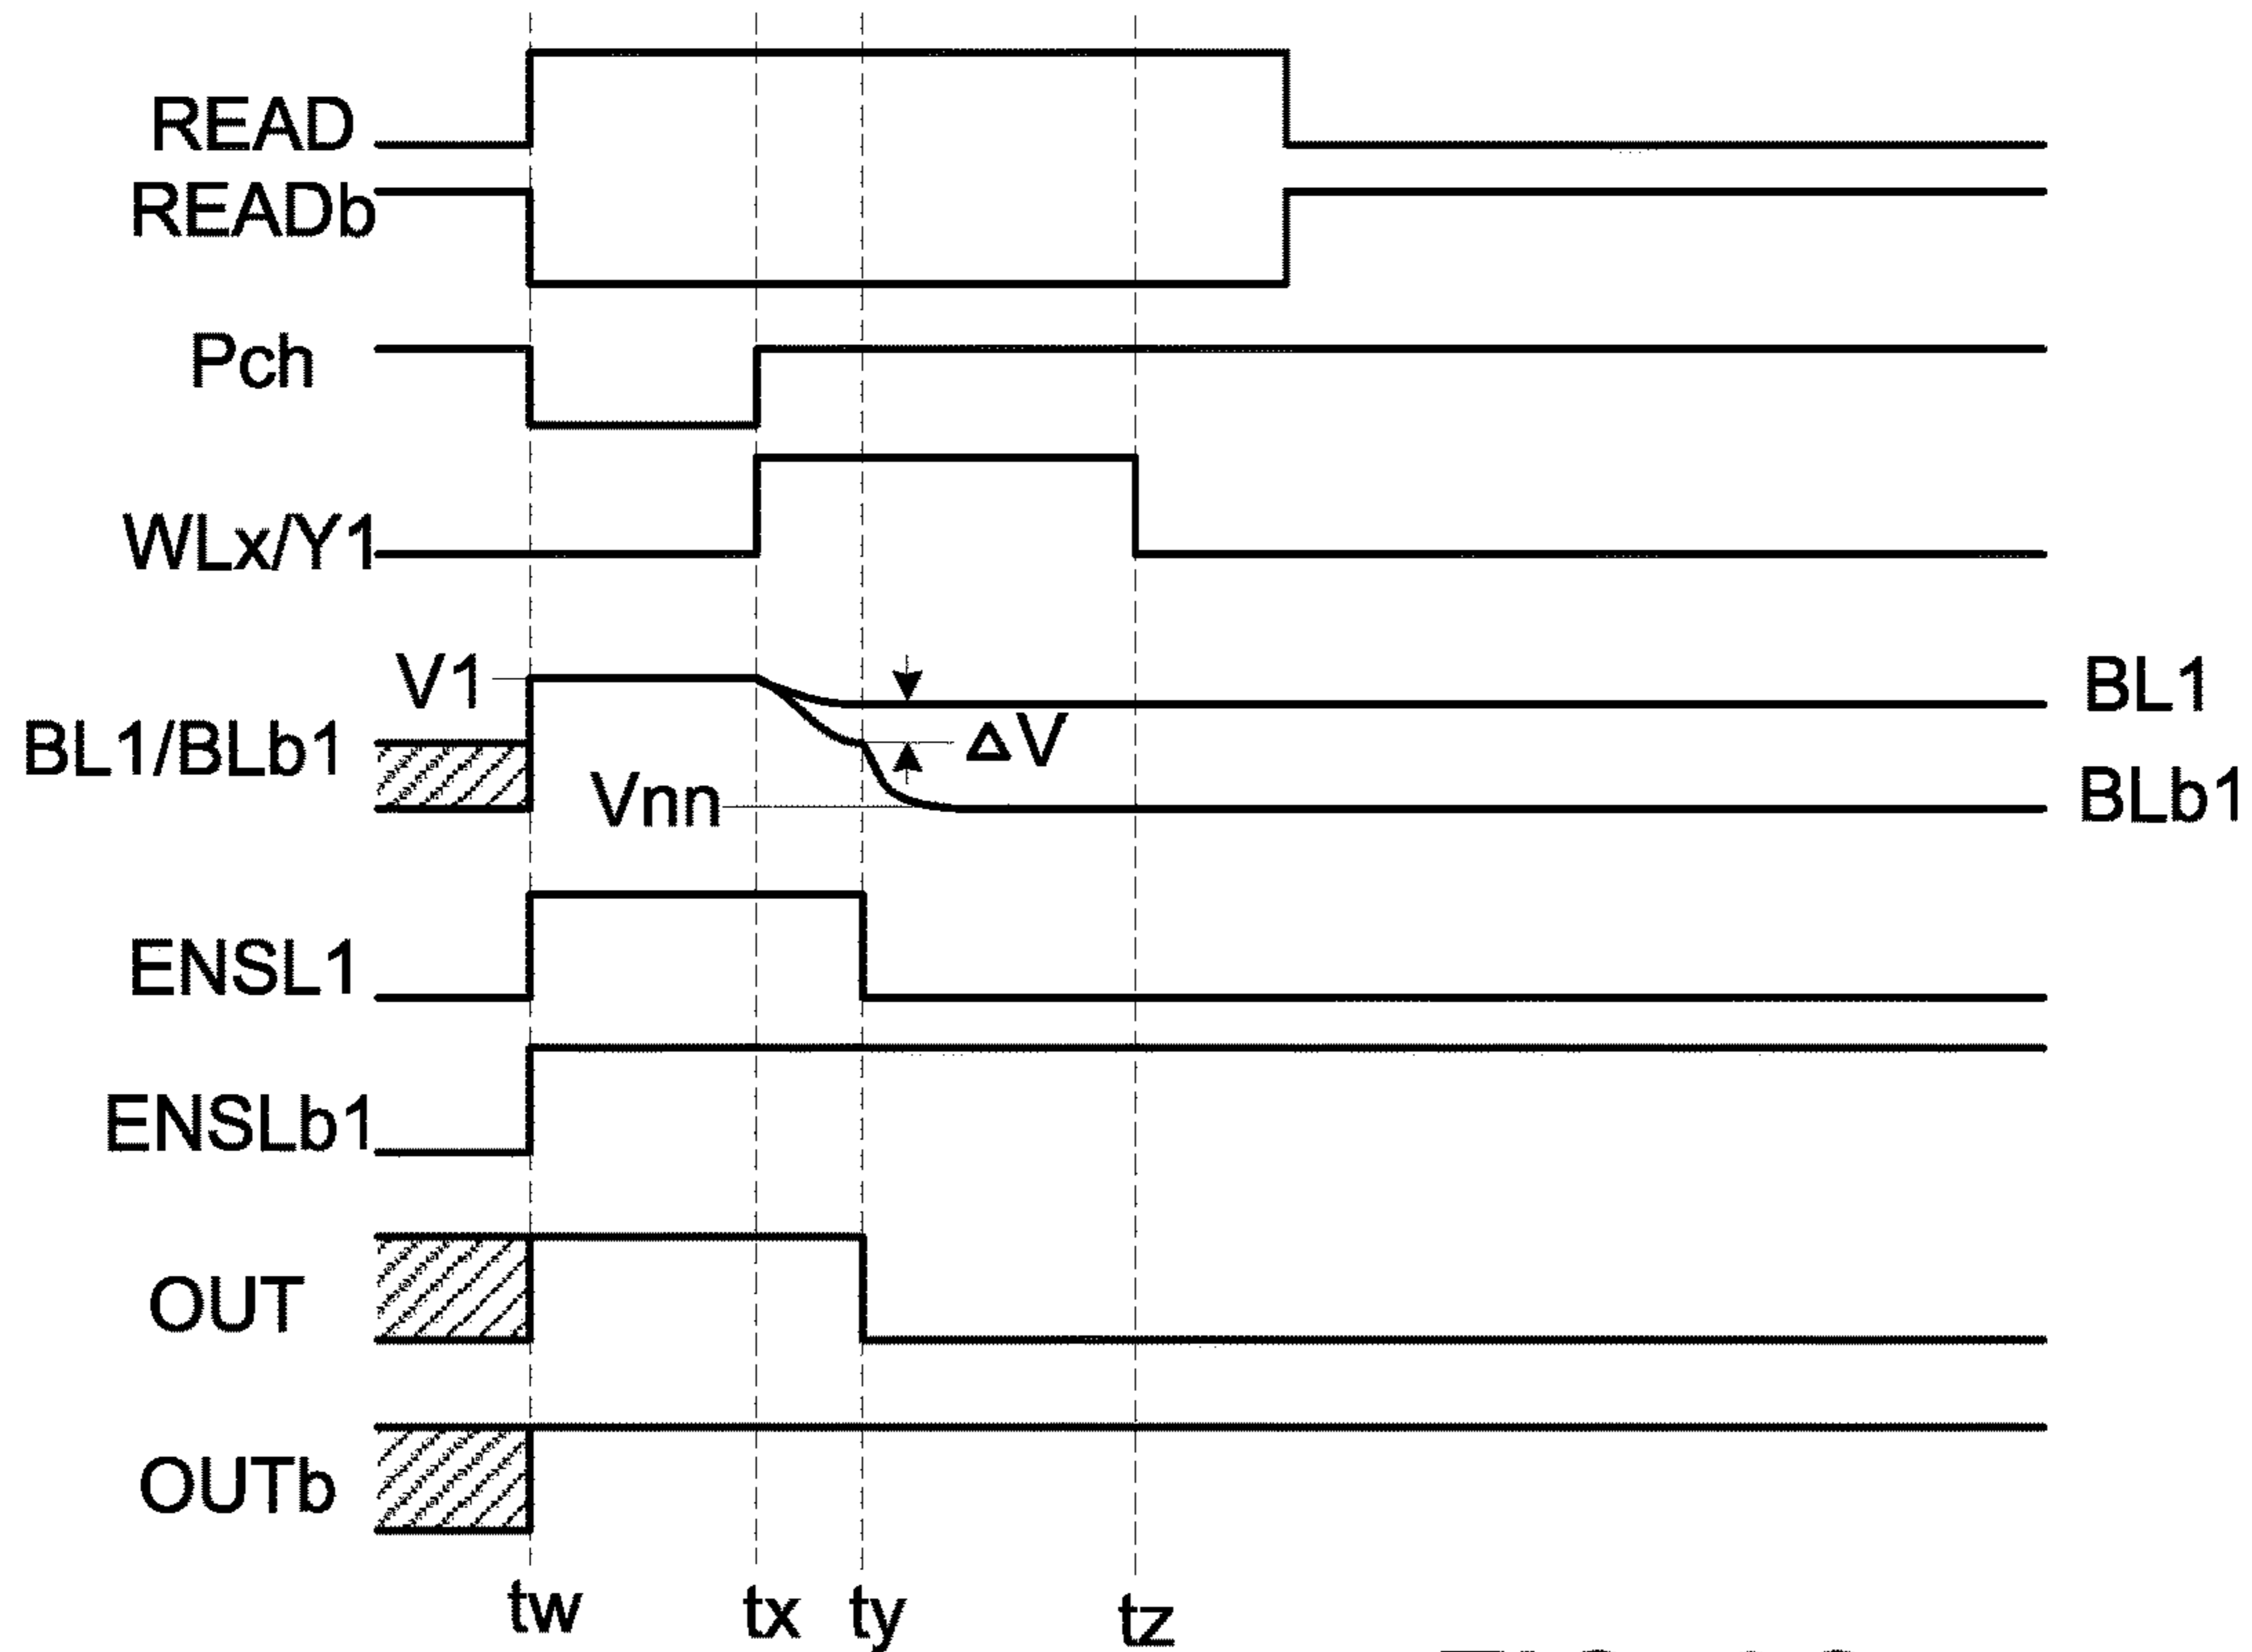 READ
READb
Pch
WLx/Y1
V1
BL1
BL1/BLb1
ΔV
Vnn
BLb1
ENSL1
ENSLb1
OUT
OUTb
tw tx ty tz